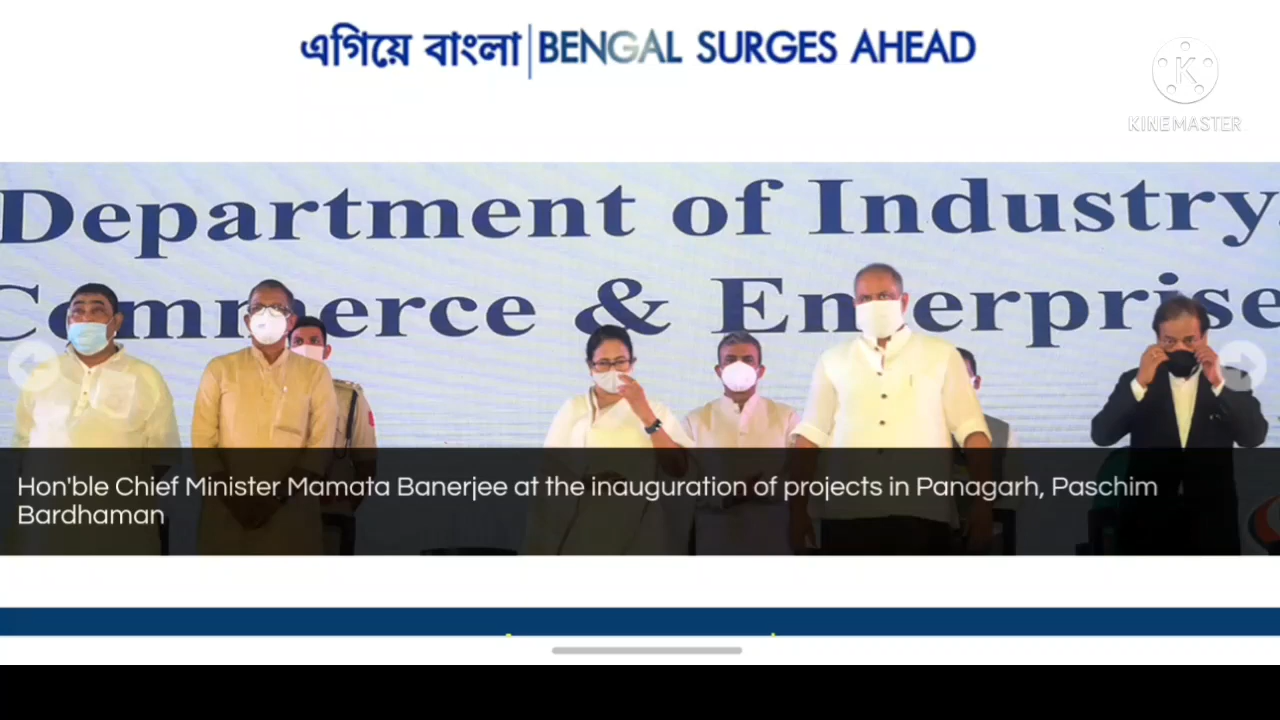 এগিয়ে বাংলা BENGAL SURGES AHEAD
K
KINEMASTER
Department of Industry,
Commerce & Enterprise
Hon'ble Chief Minister Mamata Banerjee at the inauguration of projects in Panagarh, Paschim
Bardhaman